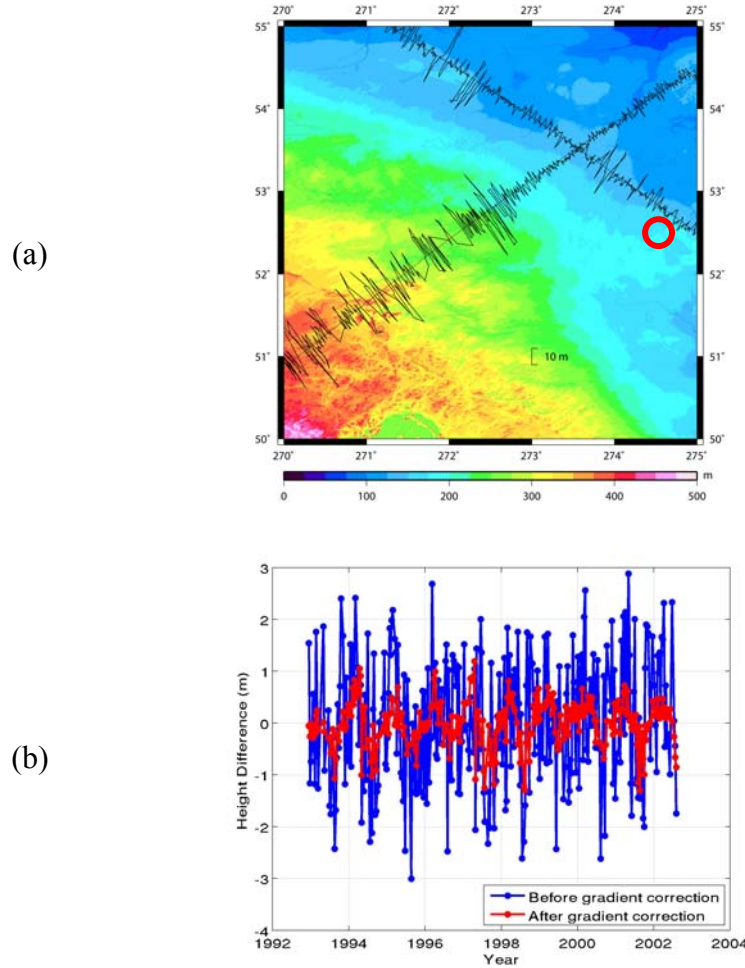 270˚ 271˚ 272˚ 273˚ 274˚ 275˚
55˚ 55˚
54˚ 54˚
53˚ 53˚
(a)
52˚ 52˚
51˚ 10 m 51˚
50˚ 50˚
270˚ 271˚ 272˚ 273˚ 274˚ 275˚
m
0 100 200 300 400 500
3
2
1
0
(b)
-1
-2
-3
-4
Height Difference (m)
Before gradient correction
After gradient correction
1992 1994 1996 1998 2000 2002 2004
Year